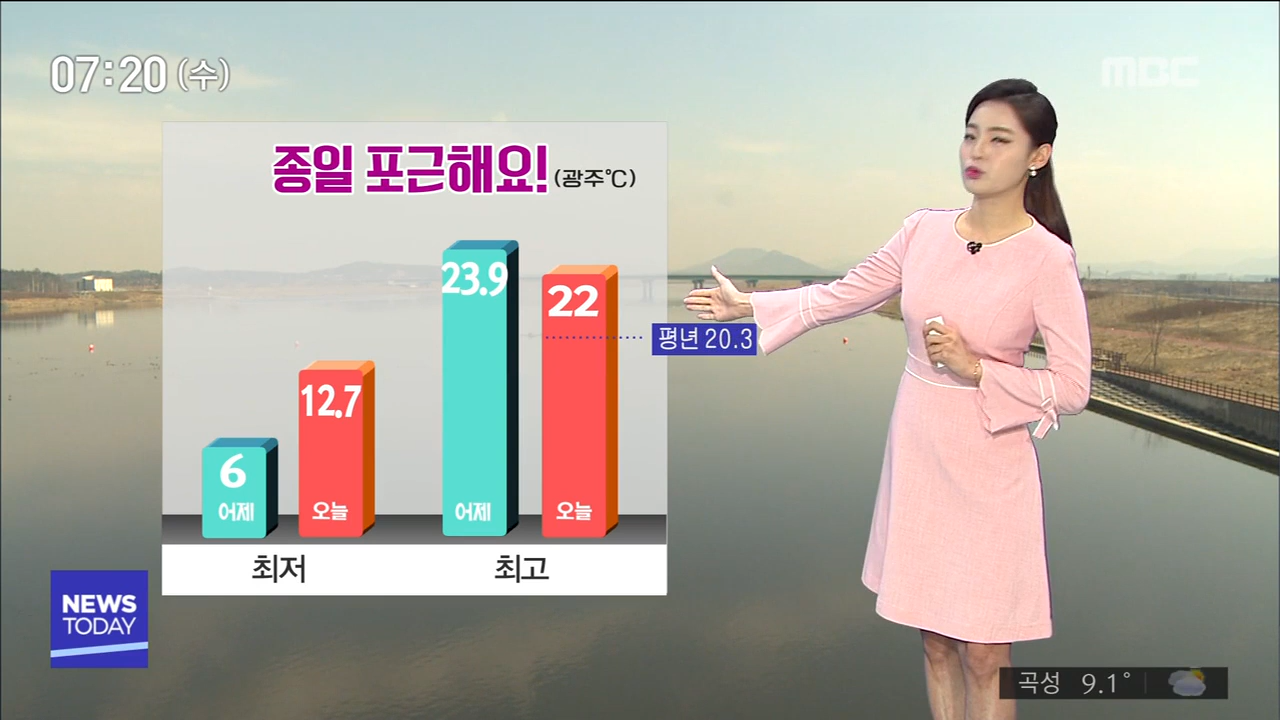 07:20 (수)
MBC
종일 포근해요! (광주℃)
23.9
22
평년 20.3
12.7
6
어제
오늘
어제
오늘
최저
최고
NEWS
TODAY
곡성 9.1°